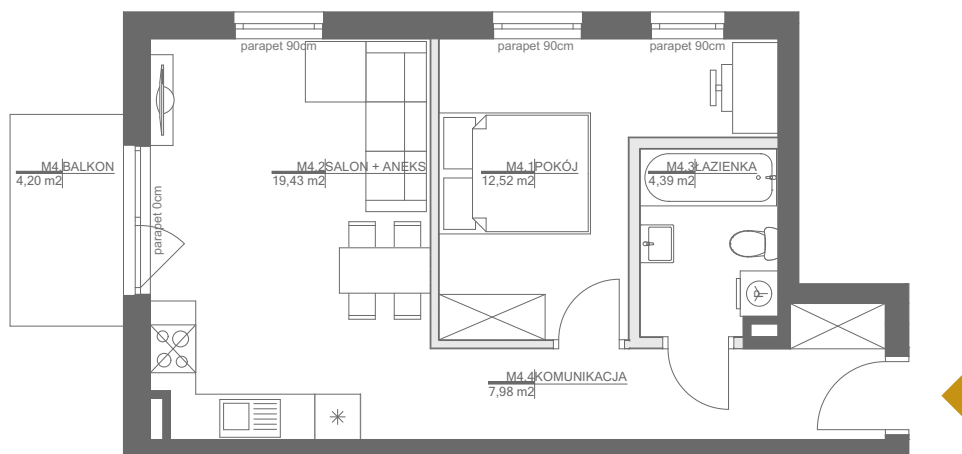 parapet 90cm
parapet 90cm
parapet 90cm
M4.BALKON
4,20 m2
M4.2SALON + ANEKS
19,43 m2
M4.1POKÓJ
12,52 m2
M4.3ŁAZIENKA
4,39 m2
parapet 0cm
M4.4KOMUNIKACJA
7,98 m2